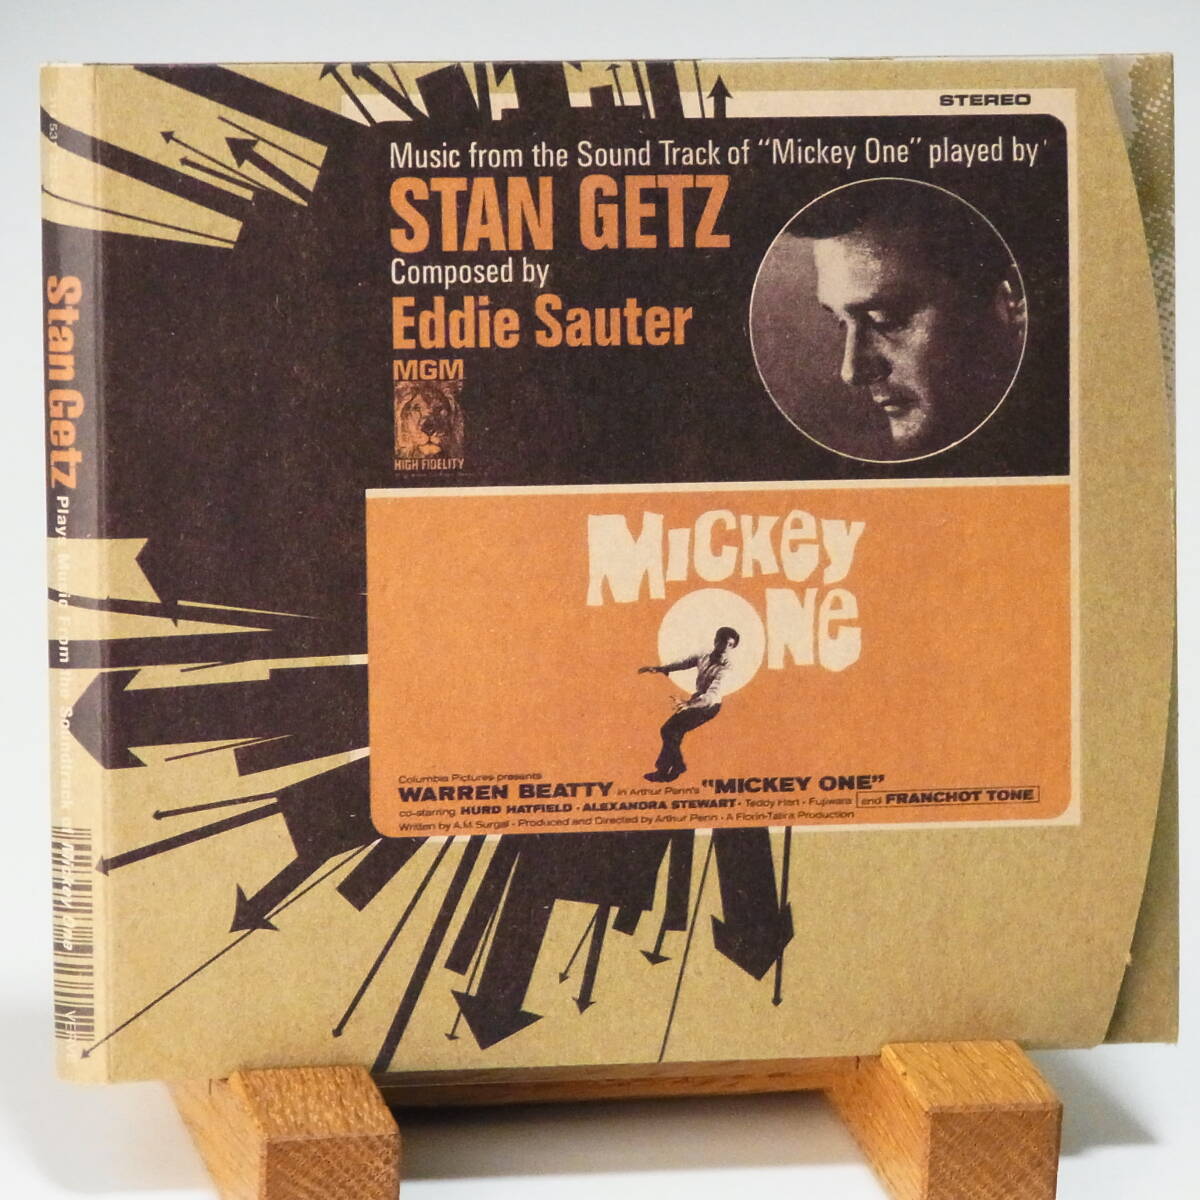 STEREO
Music from the Sound Track of "Mickey One" played by
STAN GETZ
Composed by
Eddie Sauter
MGM
HIGH FIDELITY
MICKEY
ONE
Columbia Pictures presents
WARREN BEATTY in Arthur Penn's "MICKEY ONE"
co-starring HURD HATFIELD · ALEXANDRA STEWART · Teddy Hart · Fujiwara and FRANCHOT TONE
Written by A.M. Surgal · Produced and Directed by Arthur Penn · A Florin-Tatira Production
Stan Getz Plays Music From the Soundtrack of Mickey One